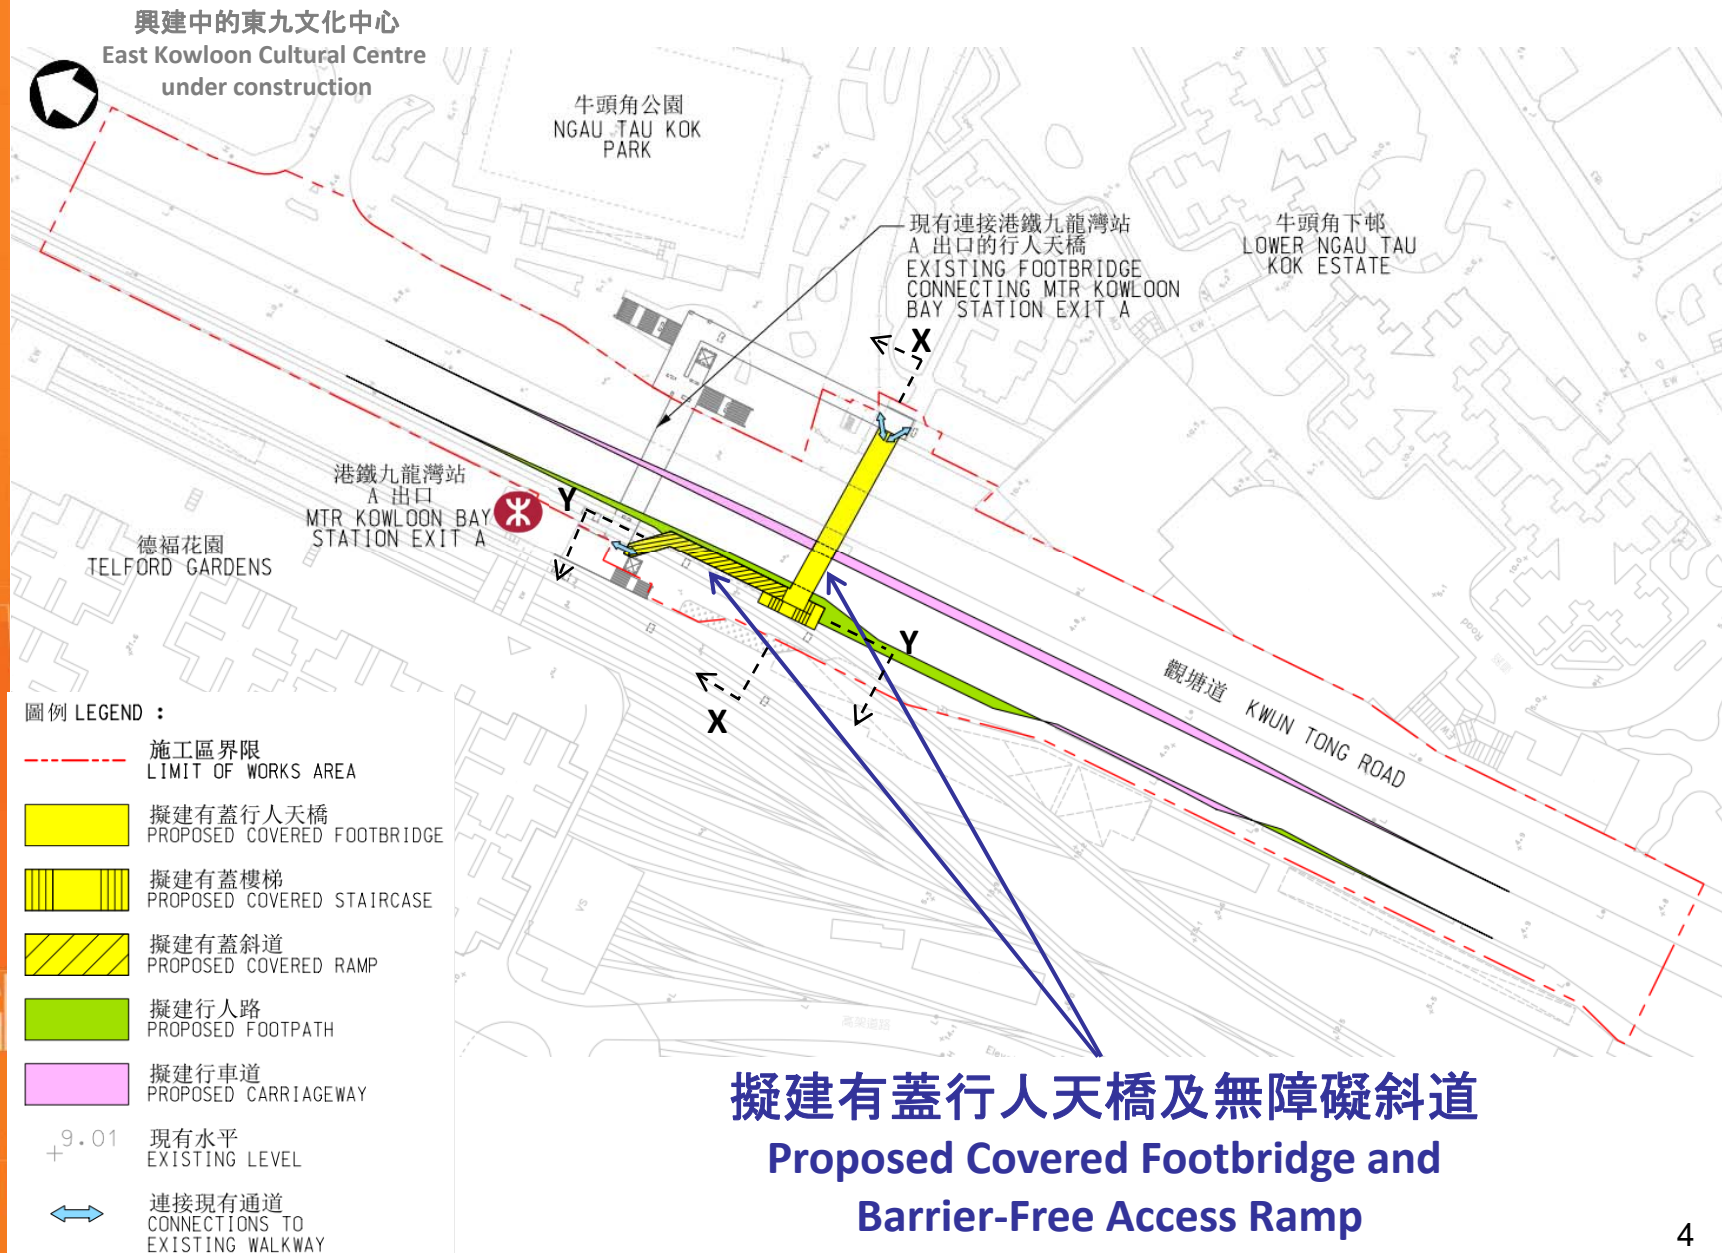 興建中的東九文化中心
East Kowloon Cultural Centre
under construction
牛頭角公園
NGAU TAU KOK
PARK
現有連接港鐵九龍灣站
A 出口的行人天橋
EXISTING FOOTBRIDGE
CONNECTING MTR KOWLOON
BAY STATION EXIT A
牛頭角下邨
LOWER NGAU TAU
KOK ESTATE
X
港鐵九龍灣站
A 出口
MTR KOWLOON BAY
STATION EXIT A
Y
德福花園
TELFORD GARDENS
Y
X
觀塘道 KWUN TONG ROAD
Road
VS
圖例 LEGEND :
施工區界限
LIMIT OF WORKS AREA
擬建有蓋行人天橋
PROPOSED COVERED FOOTBRIDGE
擬建有蓋樓梯
PROPOSED COVERED STAIRCASE
擬建有蓋斜道
PROPOSED COVERED RAMP
擬建行人路
PROPOSED FOOTPATH
擬建行車道
PROPOSED CARRIAGEWAY
9.01 現有水平
EXISTING LEVEL
連接現有通道
CONNECTIONS TO
EXISTING WALKWAY
擬建有蓋行人天橋及無障礙斜道
Proposed Covered Footbridge and
Barrier-Free Access Ramp
4